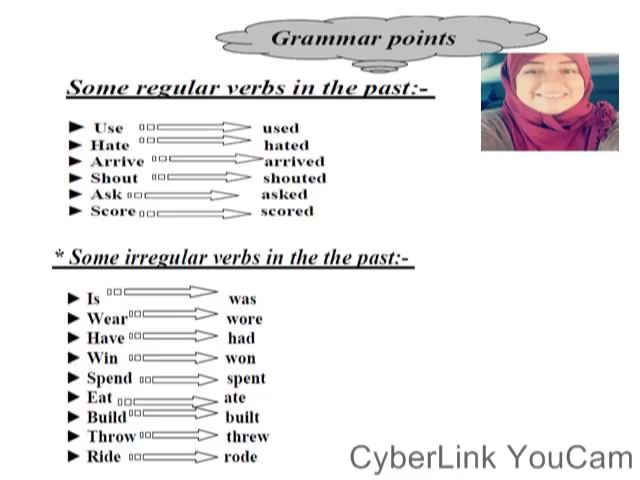 Grammar points
Some regular verbs in the past:-
Use used
Hate hated
Arrive arrived
Shout shouted
Ask asked
Score scored
* Some irregular verbs in the the past:-
Is was
Wear wore
Have had
Win won
Spend spent
Eat ate
Build built
Throw threw
Ride rode
CyberLink YouCam